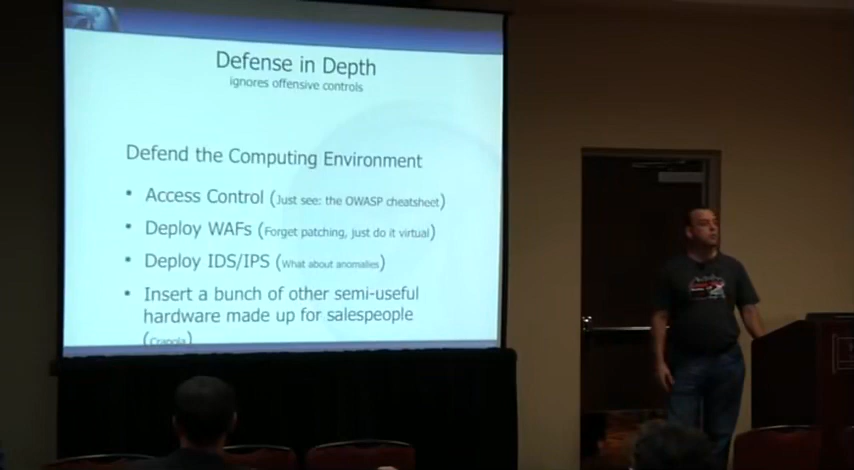 Defense in Depth
ignores offensive controls
Defend the Computing Environment
• Access Control (Just see: the OWASP cheatsheet)
• Deploy WAFs (Forget patching, just do it virtual)
• Deploy IDS/IPS (What about anomalies)
• Insert a bunch of other semi-useful
hardware made up for salespeople
(Crapola)